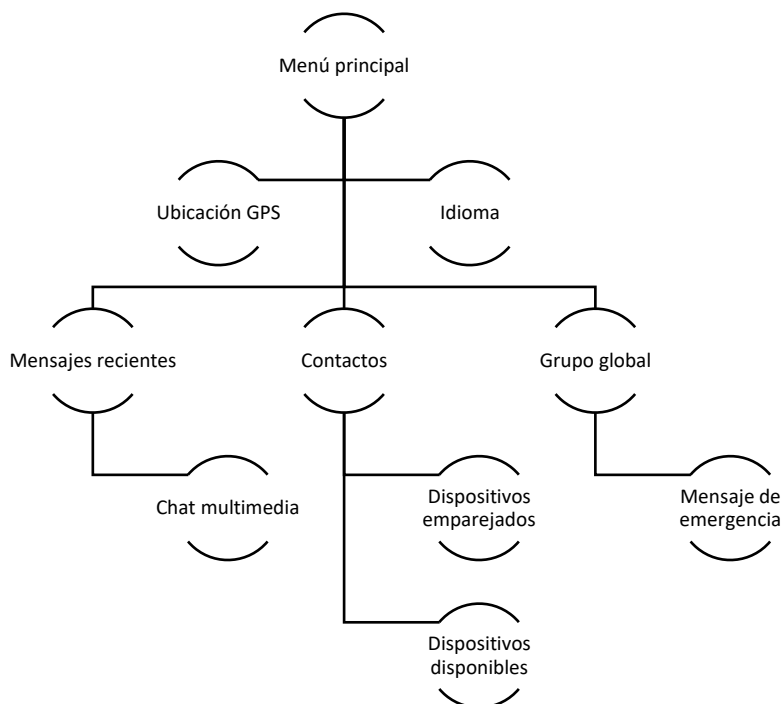 Menú principal
Ubicación GPS
Idioma
Mensajes recientes
Contactos
Grupo global
Chat multimedia
Dispositivos
emparejados
Mensaje de
emergencia
Dispositivos
disponibles